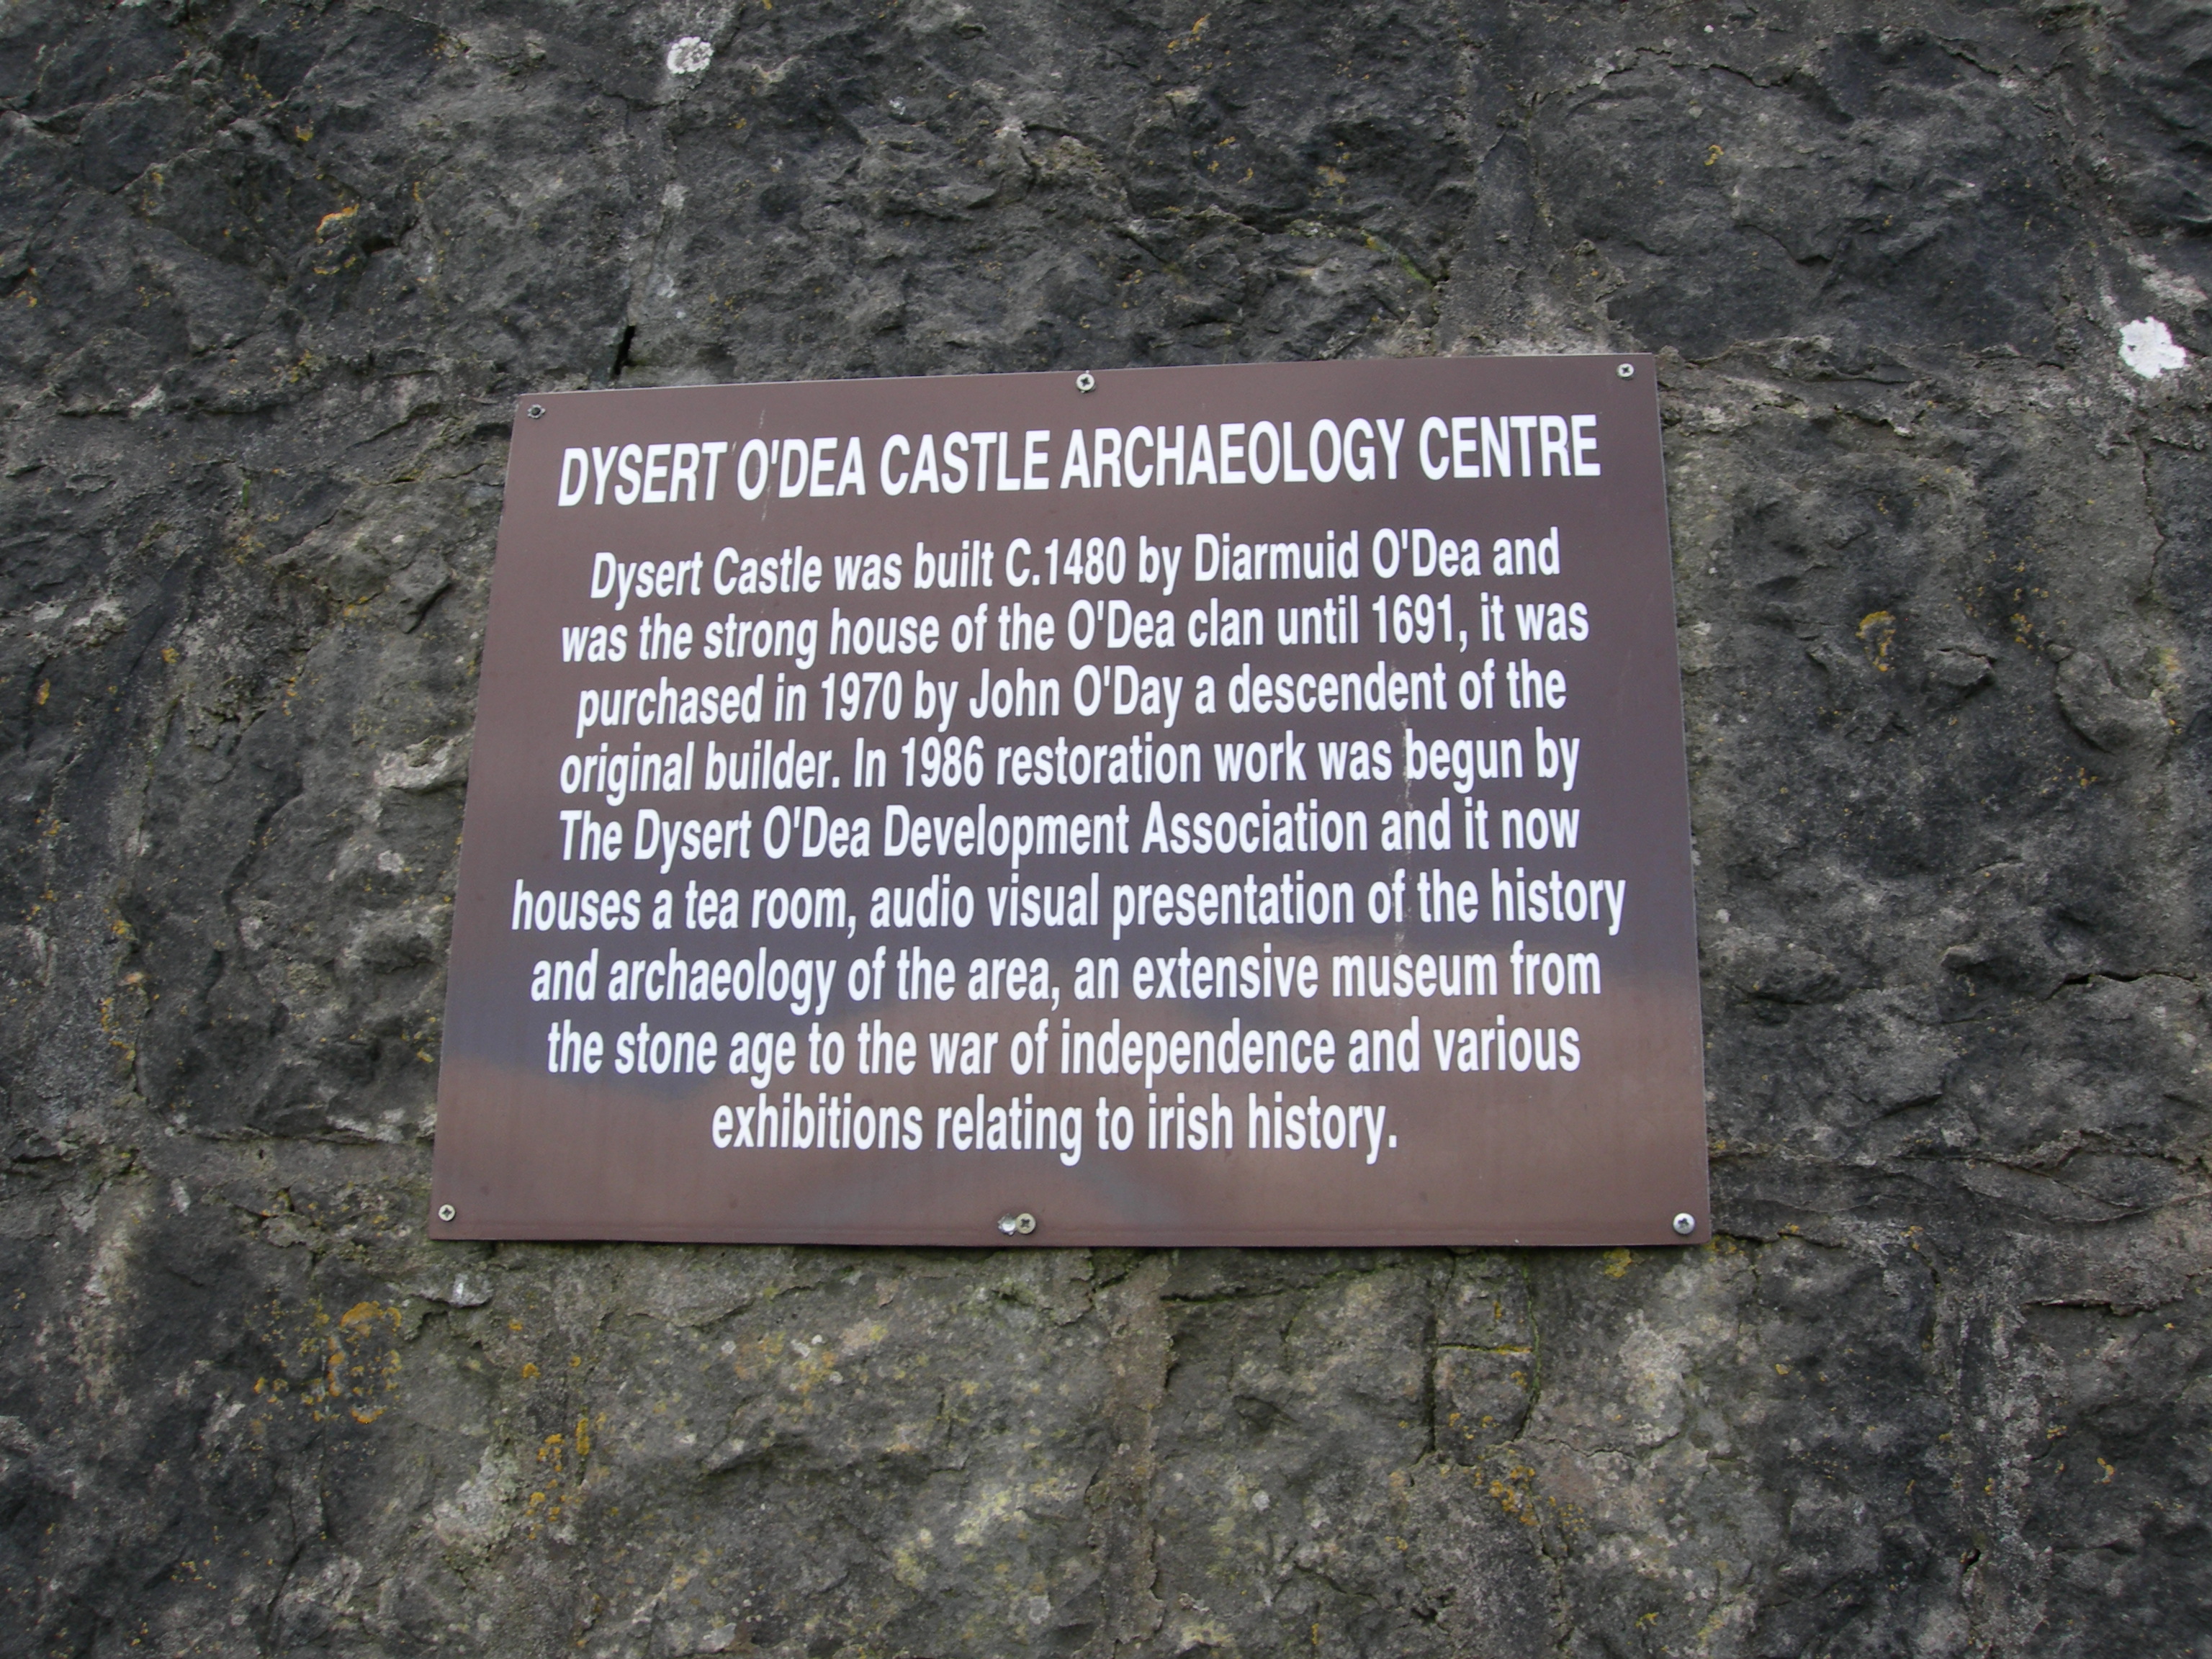 DYSERT O'DEA CASTLE ARCHAEOLOGY CENTRE
Dysert Castle was built C.1480 by Diarmuid O'Dea and
was the strong house of the O'Dea clan until 1691, it was
purchased in 1970 by John O'Day a descendent of the
original builder. In 1986 restoration work was begun by
The Dysert O'Dea Development Association and it now
houses a tea room, audio visual presentation of the history
and archaeology of the area, an extensive museum from
the stone age to the war of independence and various
exhibitions relating to irish history.